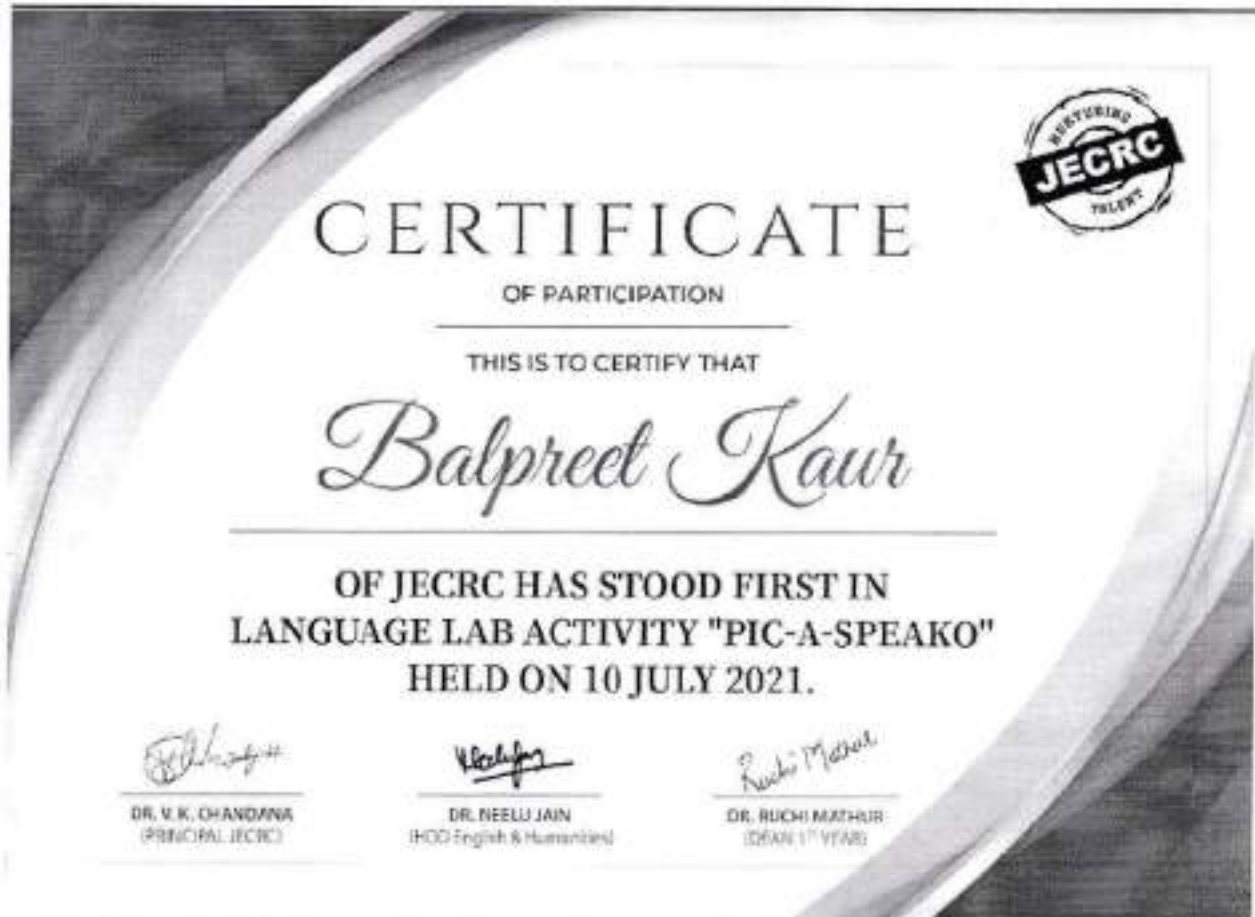 NURTURING
JECRC
TALENT
CERTIFICATE
OF PARTICIPATION
THIS IS TO CERTIFY THAT
Balpreet Kaur
OF JECRC HAS STOOD FIRST IN
LANGUAGE LAB ACTIVITY "PIC-A-SPEAKO"
HELD ON 10 JULY 2021.
Ruchi Mathur
DR. V. K. CHANDANA DR. NEELU JAIN DR. RUCHI MATHUR
(PRINCIPAL JECRC) (HOD English & Humanities) (DEAN 1ST YEAR)